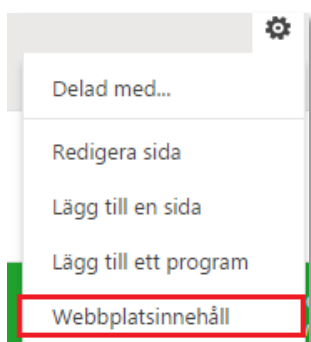 Delad med...
Redigera sida
Lägg till en sida
Lägg till ett program
Webbplatsinnehåll